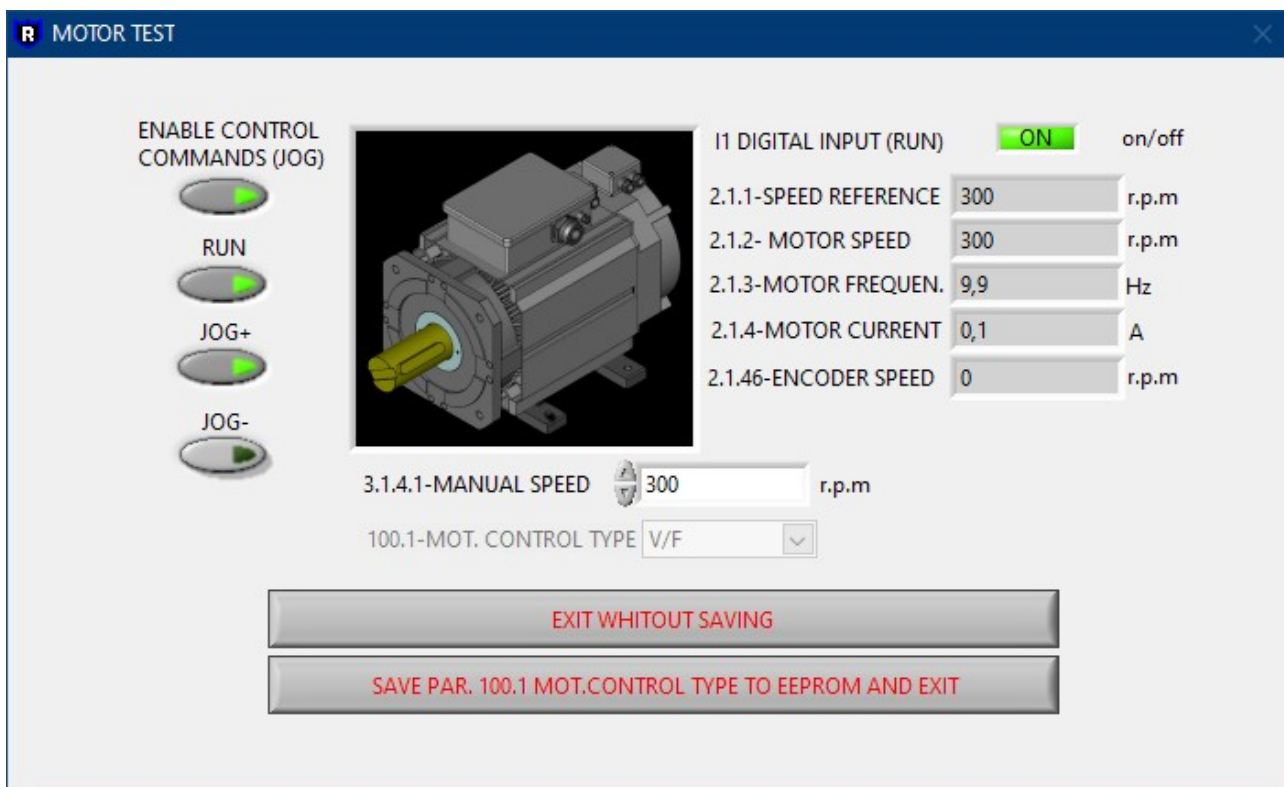 R MOTOR TEST
ENABLE CONTROL
COMMANDS (JOG)
RUN
JOG+
JOG-
I1 DIGITAL INPUT (RUN) ON on/off
2.1.1-SPEED REFERENCE 300 r.p.m
2.1.2- MOTOR SPEED 300 r.p.m
2.1.3-MOTOR FREQUEN. 9,9 Hz
2.1.4-MOTOR CURRENT 0,1 A
2.1.46-ENCODER SPEED 0 r.p.m
3.1.4.1-MANUAL SPEED 300 r.p.m
100.1-MOT. CONTROL TYPE V/F
EXIT WHITOUT SAVING
SAVE PAR. 100.1 MOT.CONTROL TYPE TO EEPROM AND EXIT